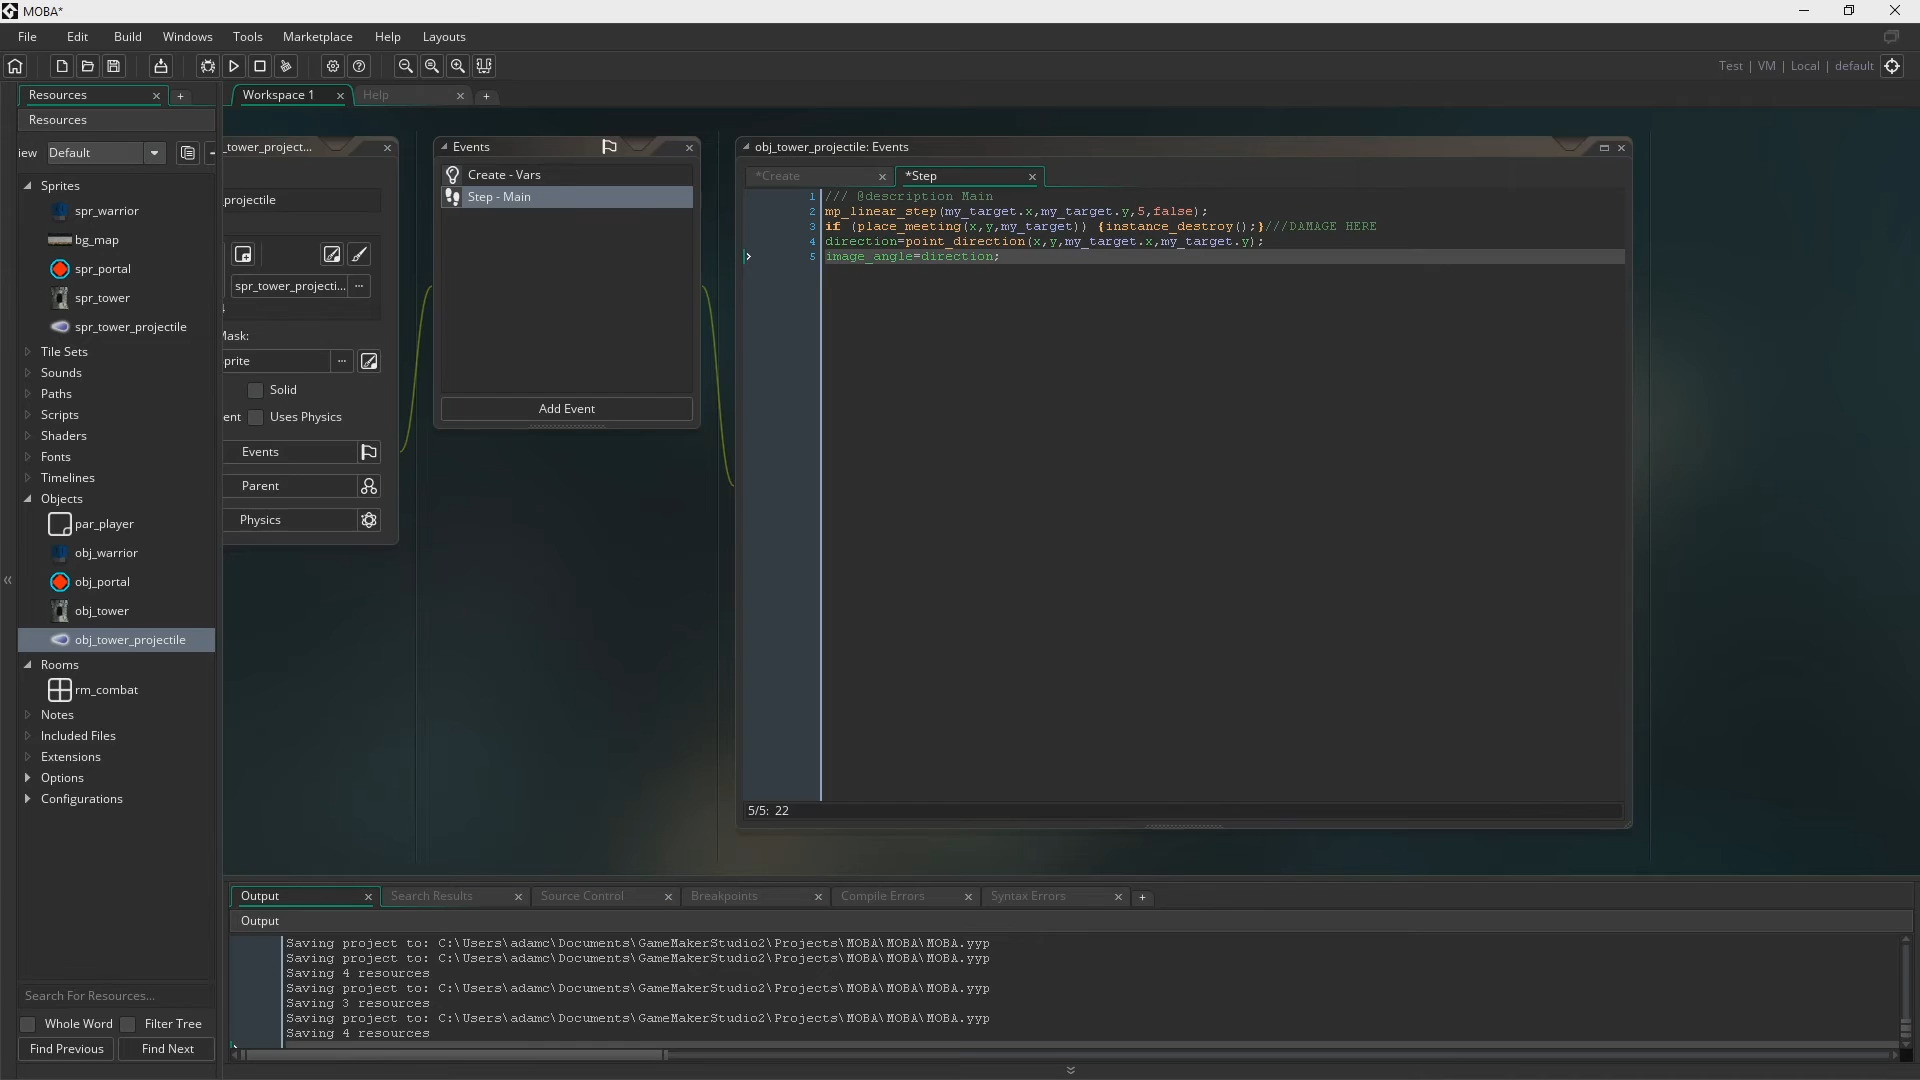 MOBA*
File Edit Build Windows Tools Marketplace Help Layouts
Test | VM | Local | default
Resources
Workspace 1
Help
Resources
iew Default
Sprites
spr_warrior
bg_map
spr_portal
spr_tower
spr_tower_projectile
Tile Sets
Sounds
Paths
Scripts
Shaders
Fonts
Timelines
Objects
par_player
obj_warrior
obj_portal
obj_tower
obj_tower_projectile
Rooms
rm_combat
Notes
Included Files
Extensions
Options
Configurations
Search For Resources...
Whole Word Filter Tree
Find Previous Find Next
_tower_project...
_projectile
spr_tower_projecti...
Mask:
prite
Solid
ent Uses Physics
Events
Parent
Physics
Events
Create - Vars
Step - Main
Add Event
obj_tower_projectile: Events
*Create
*Step
1 /// @description Main
2 mp_linear_step(my_target.x,my_target.y,5,false);
3 if (place_meeting(x,y,my_target)) {instance_destroy();}///DAMAGE HERE
4 direction=point_direction(x,y,my_target.x,my_target.y);
5 image_angle=direction;
5/5: 22
Output Search Results Source Control Breakpoints Compile Errors Syntax Errors
Output
Saving project to: C:\Users\adamc\Documents\GameMakerStudio2\Projects\MOBA\MOBA\MOBA.yyp
Saving project to: C:\Users\adamc\Documents\GameMakerStudio2\Projects\MOBA\MOBA\MOBA.yyp
Saving 4 resources
Saving project to: C:\Users\adamc\Documents\GameMakerStudio2\Projects\MOBA\MOBA\MOBA.yyp
Saving 3 resources
Saving project to: C:\Users\adamc\Documents\GameMakerStudio2\Projects\MOBA\MOBA\MOBA.yyp
Saving 4 resources